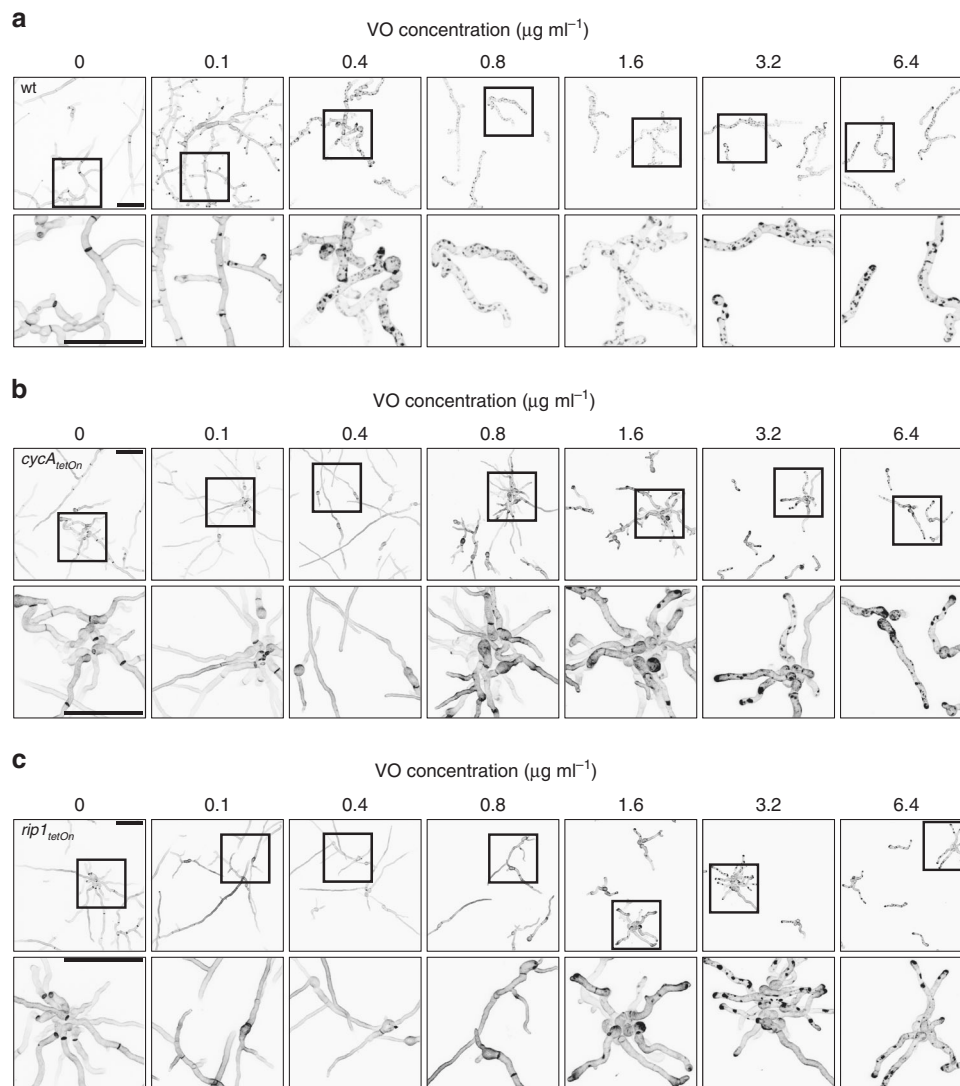 a
VO concentration (μg ml⁻¹)
0 0.1 0.4 0.8 1.6 3.2 6.4
wt
b
VO concentration (μg ml⁻¹)
0 0.1 0.4 0.8 1.6 3.2 6.4
cycA_tetOn
c
VO concentration (μg ml⁻¹)
0 0.1 0.4 0.8 1.6 3.2 6.4
rip1_tetOn